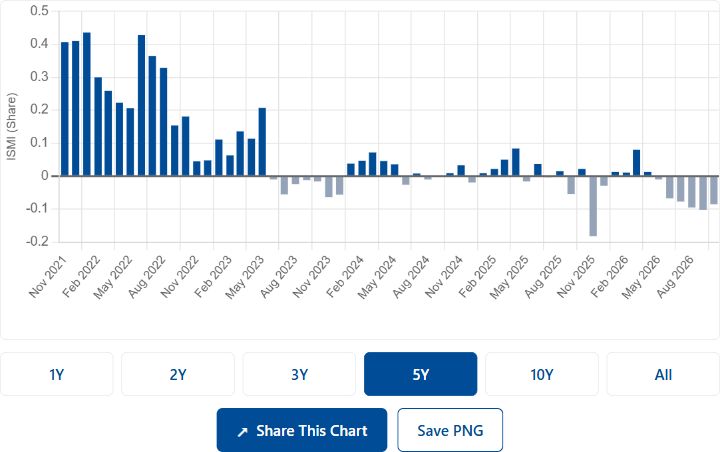 0.5
0.4
0.3
0.2
0.1
0
-0.1
-0.2
ISMI (Share)
Nov 2021
Feb 2022
May 2022
Aug 2022
Nov 2022
Feb 2023
May 2023
Aug 2023
Nov 2023
Feb 2024
May 2024
Aug 2024
Nov 2024
Feb 2025
May 2025
Aug 2025
Nov 2025
Feb 2026
May 2026
Aug 2026
1Y 2Y 3Y 5Y 10Y All
↗ Share This Chart Save PNG